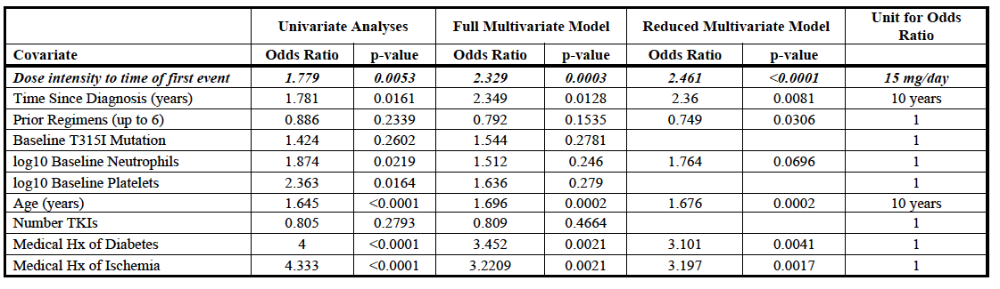 Univariate Analyses Full Multivariate Model Reduced Multivariate Model Unit for Odds Ratio
Covariate Odds Ratio p-value Odds Ratio p-value Odds Ratio p-value
Dose intensity to time of first event 1.779 0.0053 2.329 0.0003 2.461 <0.0001 15 mg/day
Time Since Diagnosis (years) 1.781 0.0161 2.349 0.0128 2.36 0.0081 10 years
Prior Regimens (up to 6) 0.886 0.2339 0.792 0.1535 0.749 0.0306 1
Baseline T315I Mutation 1.424 0.2602 1.544 0.2781 1
log10 Baseline Neutrophils 1.874 0.0219 1.512 0.246 1.764 0.0696 1
log10 Baseline Platelets 2.363 0.0164 1.636 0.279 1
Age (years) 1.645 <0.0001 1.696 0.0002 1.676 0.0002 10 years
Number TKIs 0.805 0.2793 0.809 0.4664 1
Medical Hx of Diabetes 4 <0.0001 3.452 0.0021 3.101 0.0041 1
Medical Hx of Ischemia 4.333 <0.0001 3.2209 0.0021 3.197 0.0017 1